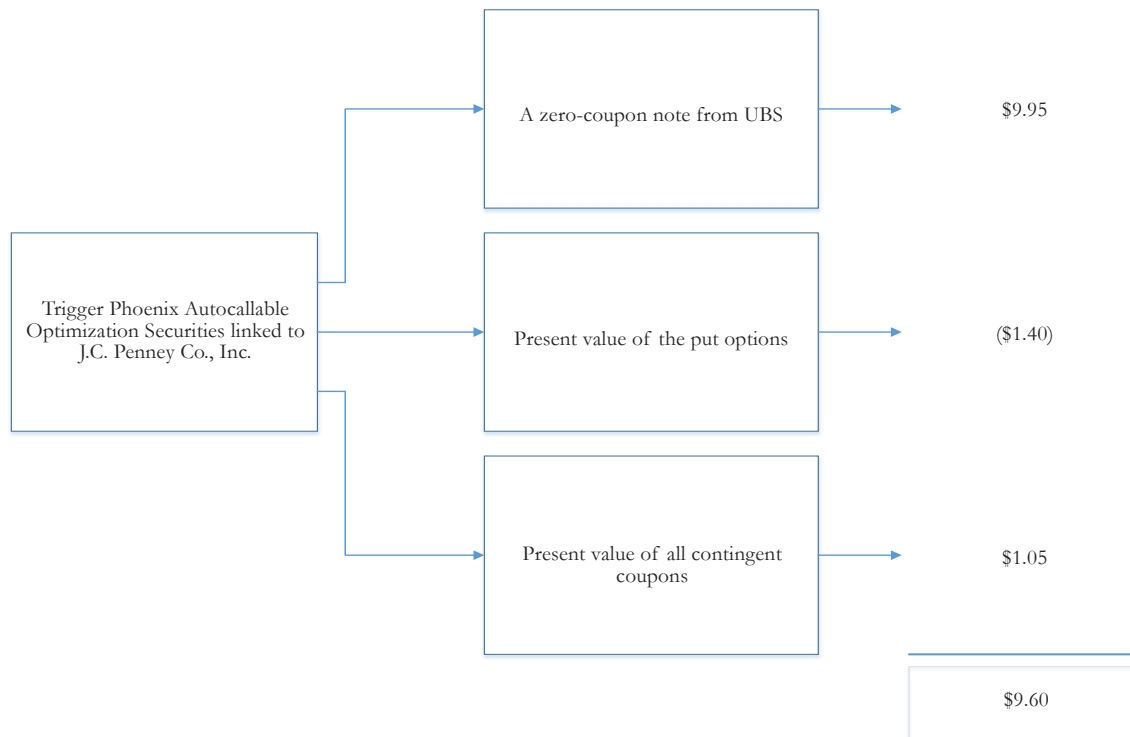 A zero-coupon note from UBS
$9.95
Trigger Phoenix Autocallable
Optimization Securities linked to
J.C. Penney Co., Inc.
Present value of the put options
($1.40)
Present value of all contingent
coupons
$1.05
$9.60